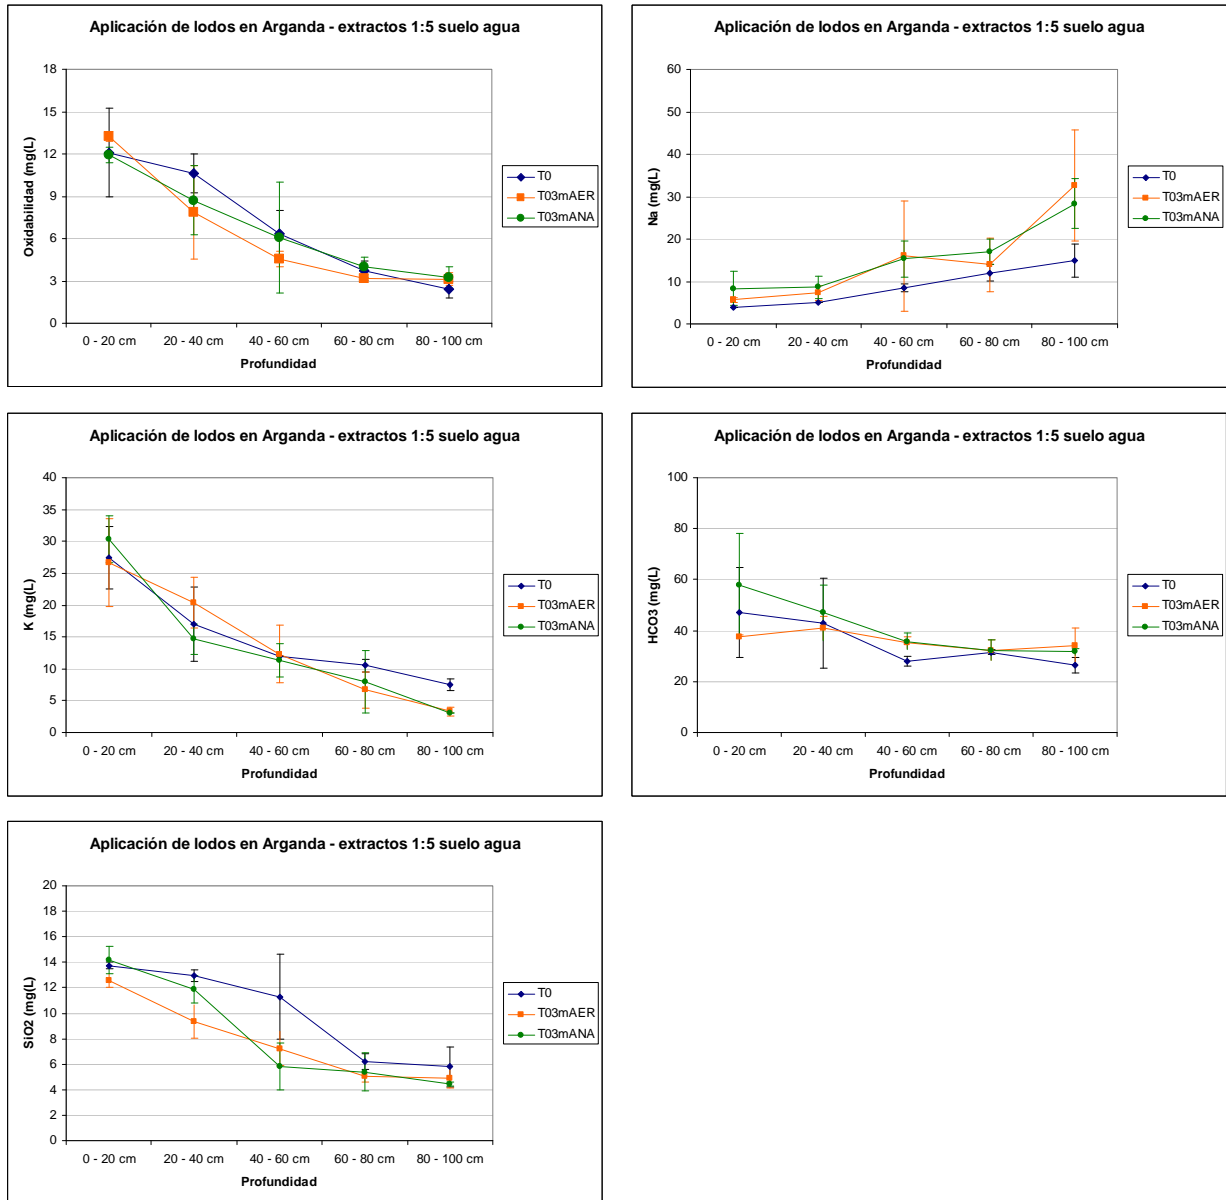 Aplicación de lodos en Arganda - extractos 1:5 suelo agua
Oxidabilidad (mg(L)
18
15
12
9
6
3
0
0 - 20 cm 20 - 40 cm 40 - 60 cm 60 - 80 cm 80 - 100 cm
Profundidad
T0
T03mAER
T03mANA
Aplicación de lodos en Arganda - extractos 1:5 suelo agua
Na (mg(L)
60
50
40
30
20
10
0
0 - 20 cm 20 - 40 cm 40 - 60 cm 60 - 80 cm 80 - 100 cm
Profundidad
T0
T03mAER
T03mANA
Aplicación de lodos en Arganda - extractos 1:5 suelo agua
K (mg(L)
40
35
30
25
20
15
10
5
0
0 - 20 cm 20 - 40 cm 40 - 60 cm 60 - 80 cm 80 - 100 cm
Profundidad
T0
T03mAER
T03mANA
Aplicación de lodos en Arganda - extractos 1:5 suelo agua
HCO3 (mg(L)
100
80
60
40
20
0
0 - 20 cm 20 - 40 cm 40 - 60 cm 60 - 80 cm 80 - 100 cm
Profundidad
T0
T03mAER
T03mANA
Aplicación de lodos en Arganda - extractos 1:5 suelo agua
SiO2 (mg(L)
20
18
16
14
12
10
8
6
4
2
0
0 - 20 cm 20 - 40 cm 40 - 60 cm 60 - 80 cm 80 - 100 cm
Profundidad
T0
T03mAER
T03mANA